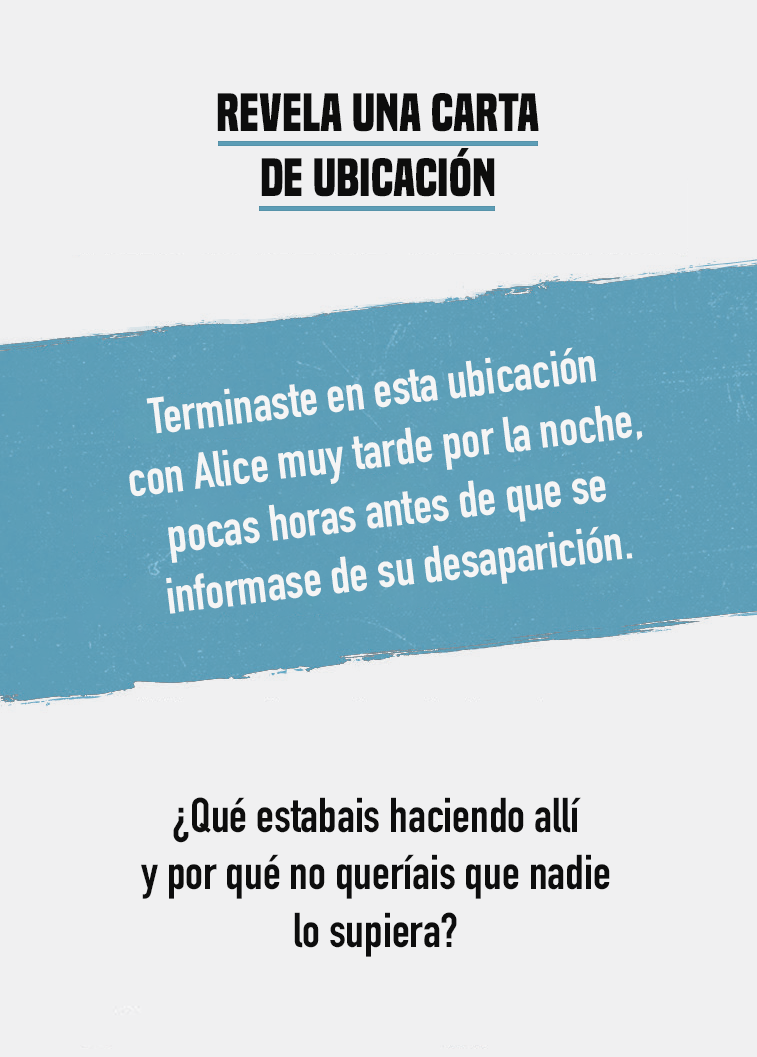 REVELA UNA CARTA
DE UBICACIÓN
Terminaste en esta ubicación
con Alice muy tarde por la noche,
pocas horas antes de que se
informase de su desaparición.
¿Qué estabais haciendo allí
y por qué no queríais que nadie
lo supiera?